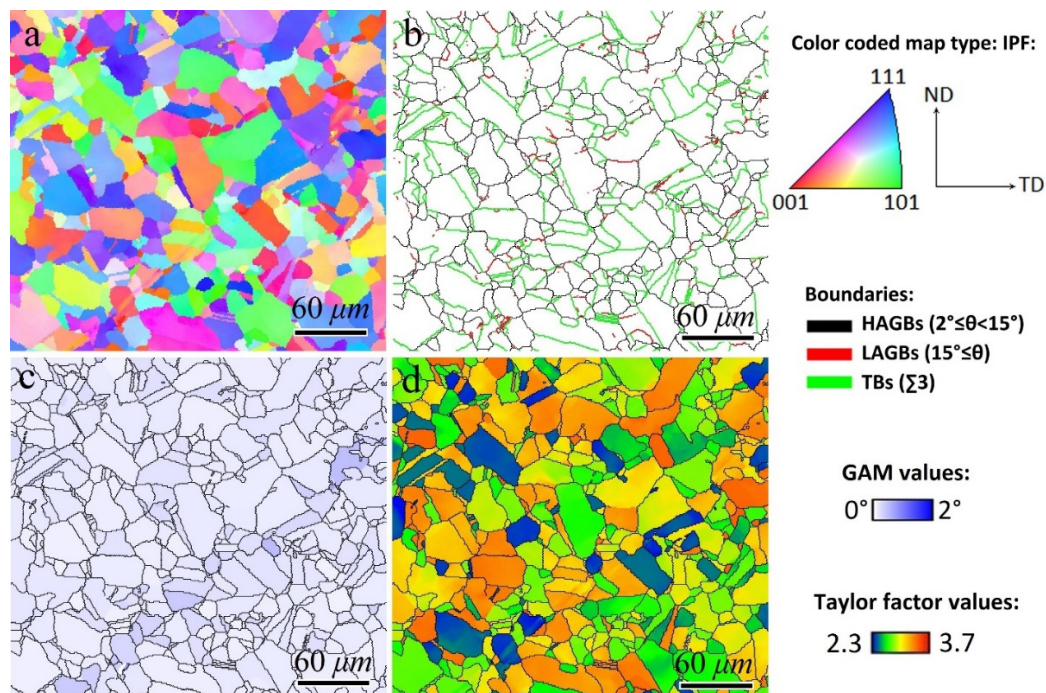 a
b
c
d
60 μm
60 μm
60 μm
60 μm
Color coded map type: IPF:
111
001
101
ND
TD
Boundaries:
HAGBs (2°≤θ<15°)
LAGBs (15°≤θ)
TBs (∑3)
GAM values:
0° 2°
Taylor factor values:
2.3 3.7